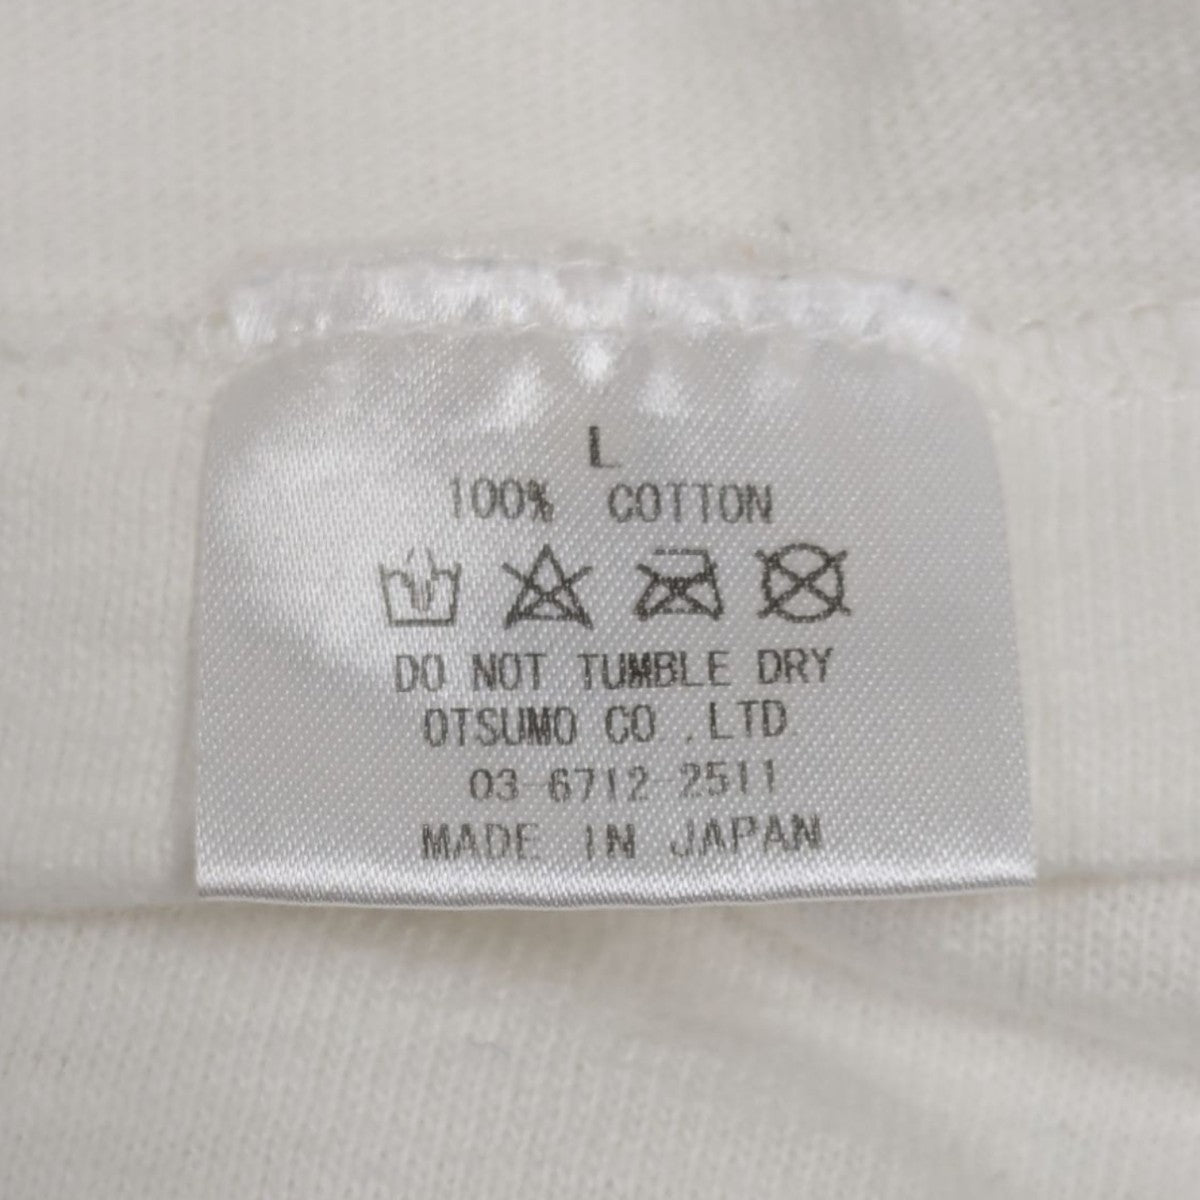 L
100% COTTON
DO NOT TUMBLE DRY
OTSUMO CO .LTD
03-6712-2511
MADE IN JAPAN